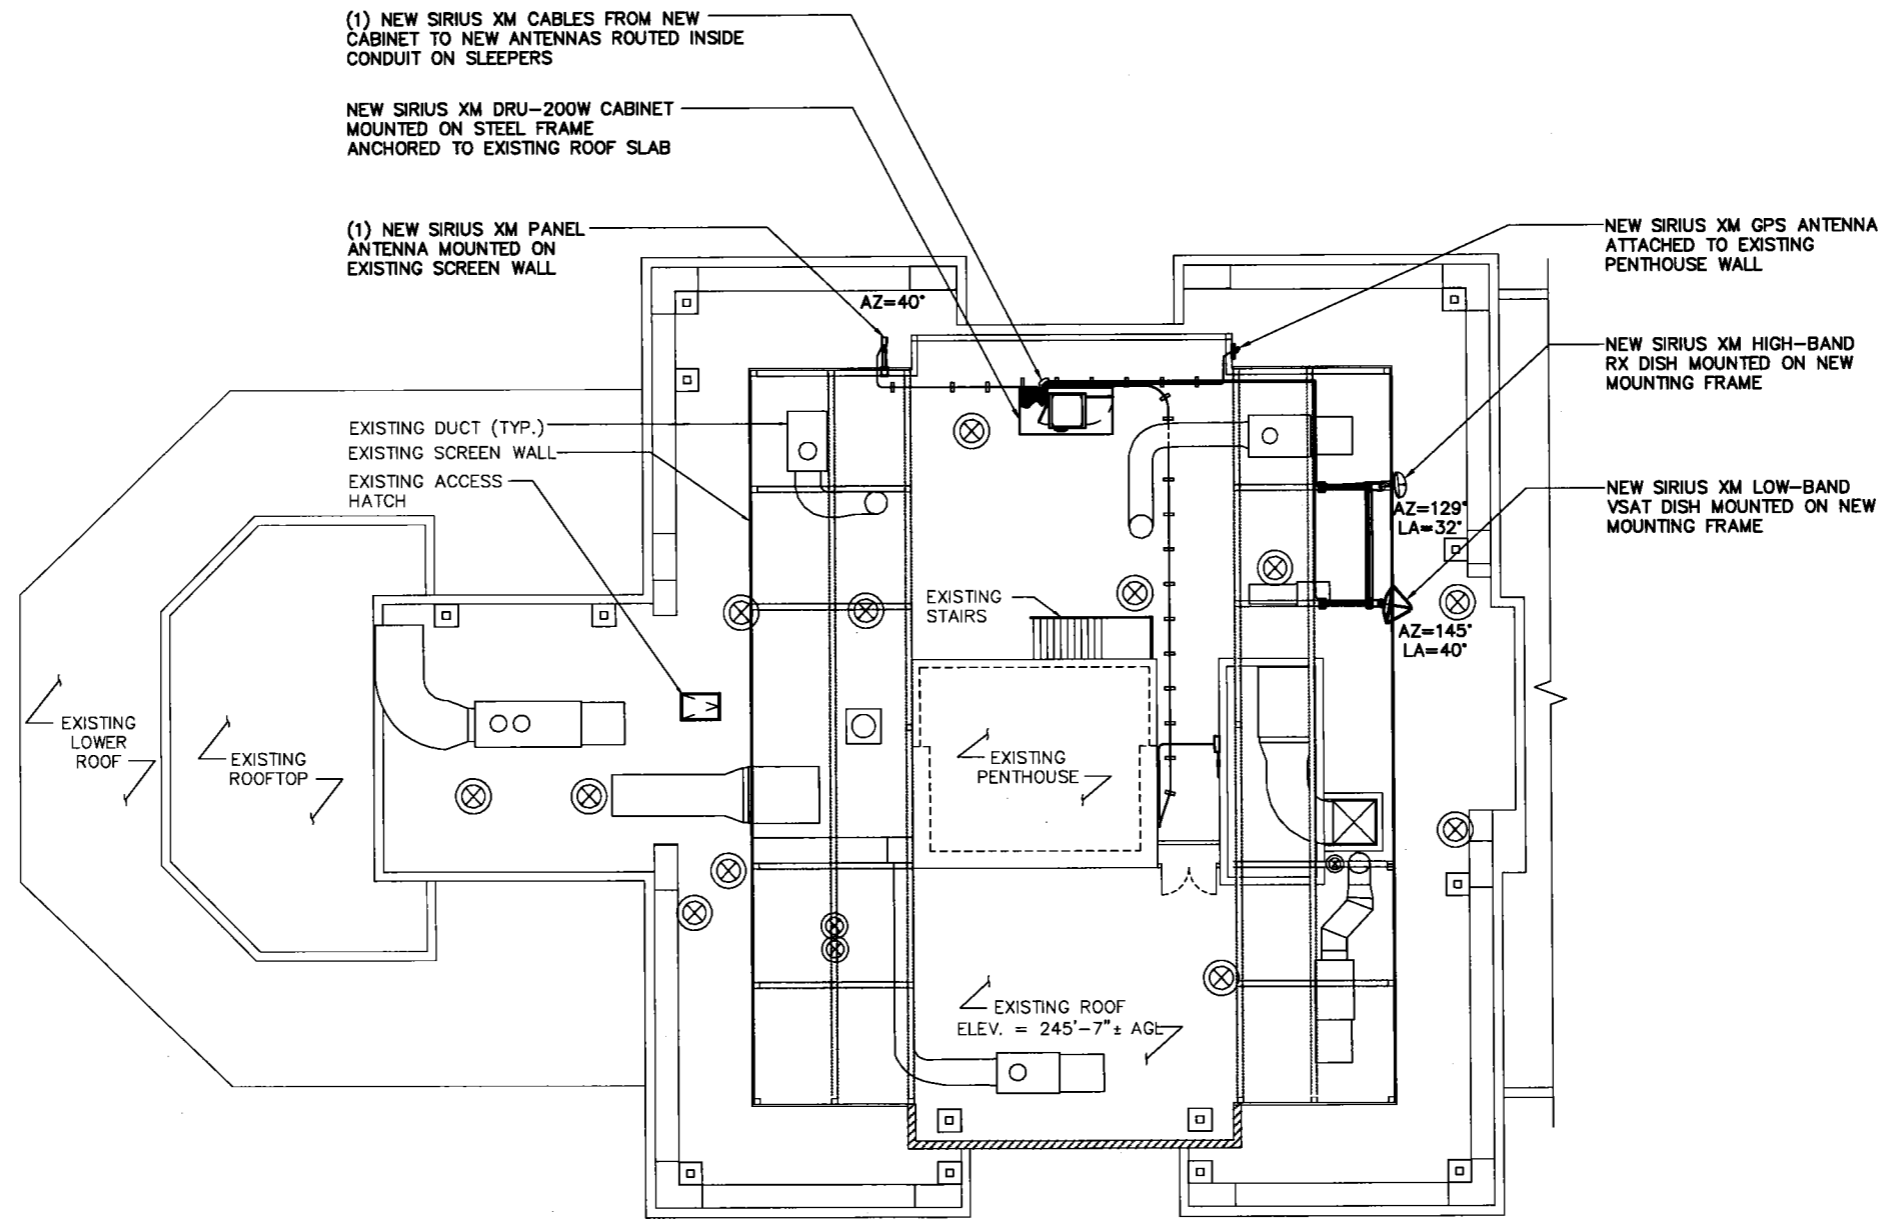 (1) NEW SIRIUS XM CABLES FROM NEW
CABINET TO NEW ANTENNAS ROUTED INSIDE
CONDUIT ON SLEEPERS
NEW SIRIUS XM DRU-200W CABINET
MOUNTED ON STEEL FRAME
ANCHORED TO EXISTING ROOF SLAB
(1) NEW SIRIUS XM PANEL
ANTENNA MOUNTED ON
EXISTING SCREEN WALL
NEW SIRIUS XM GPS ANTENNA
ATTACHED TO EXISTING
PENTHOUSE WALL
AZ=40°
NEW SIRIUS XM HIGH-BAND
RX DISH MOUNTED ON NEW
MOUNTING FRAME
EXISTING DUCT (TYP.)
EXISTING SCREEN WALL
EXISTING ACCESS
HATCH
NEW SIRIUS XM LOW-BAND
VSAT DISH MOUNTED ON NEW
MOUNTING FRAME
AZ=129°
LA=32°
EXISTING
STAIRS
AZ=145°
LA=40°
EXISTING
LOWER
ROOF
EXISTING
ROOFTOP
EXISTING
PENTHOUSE
EXISTING ROOF
ELEV. = 245'-7"± AGL